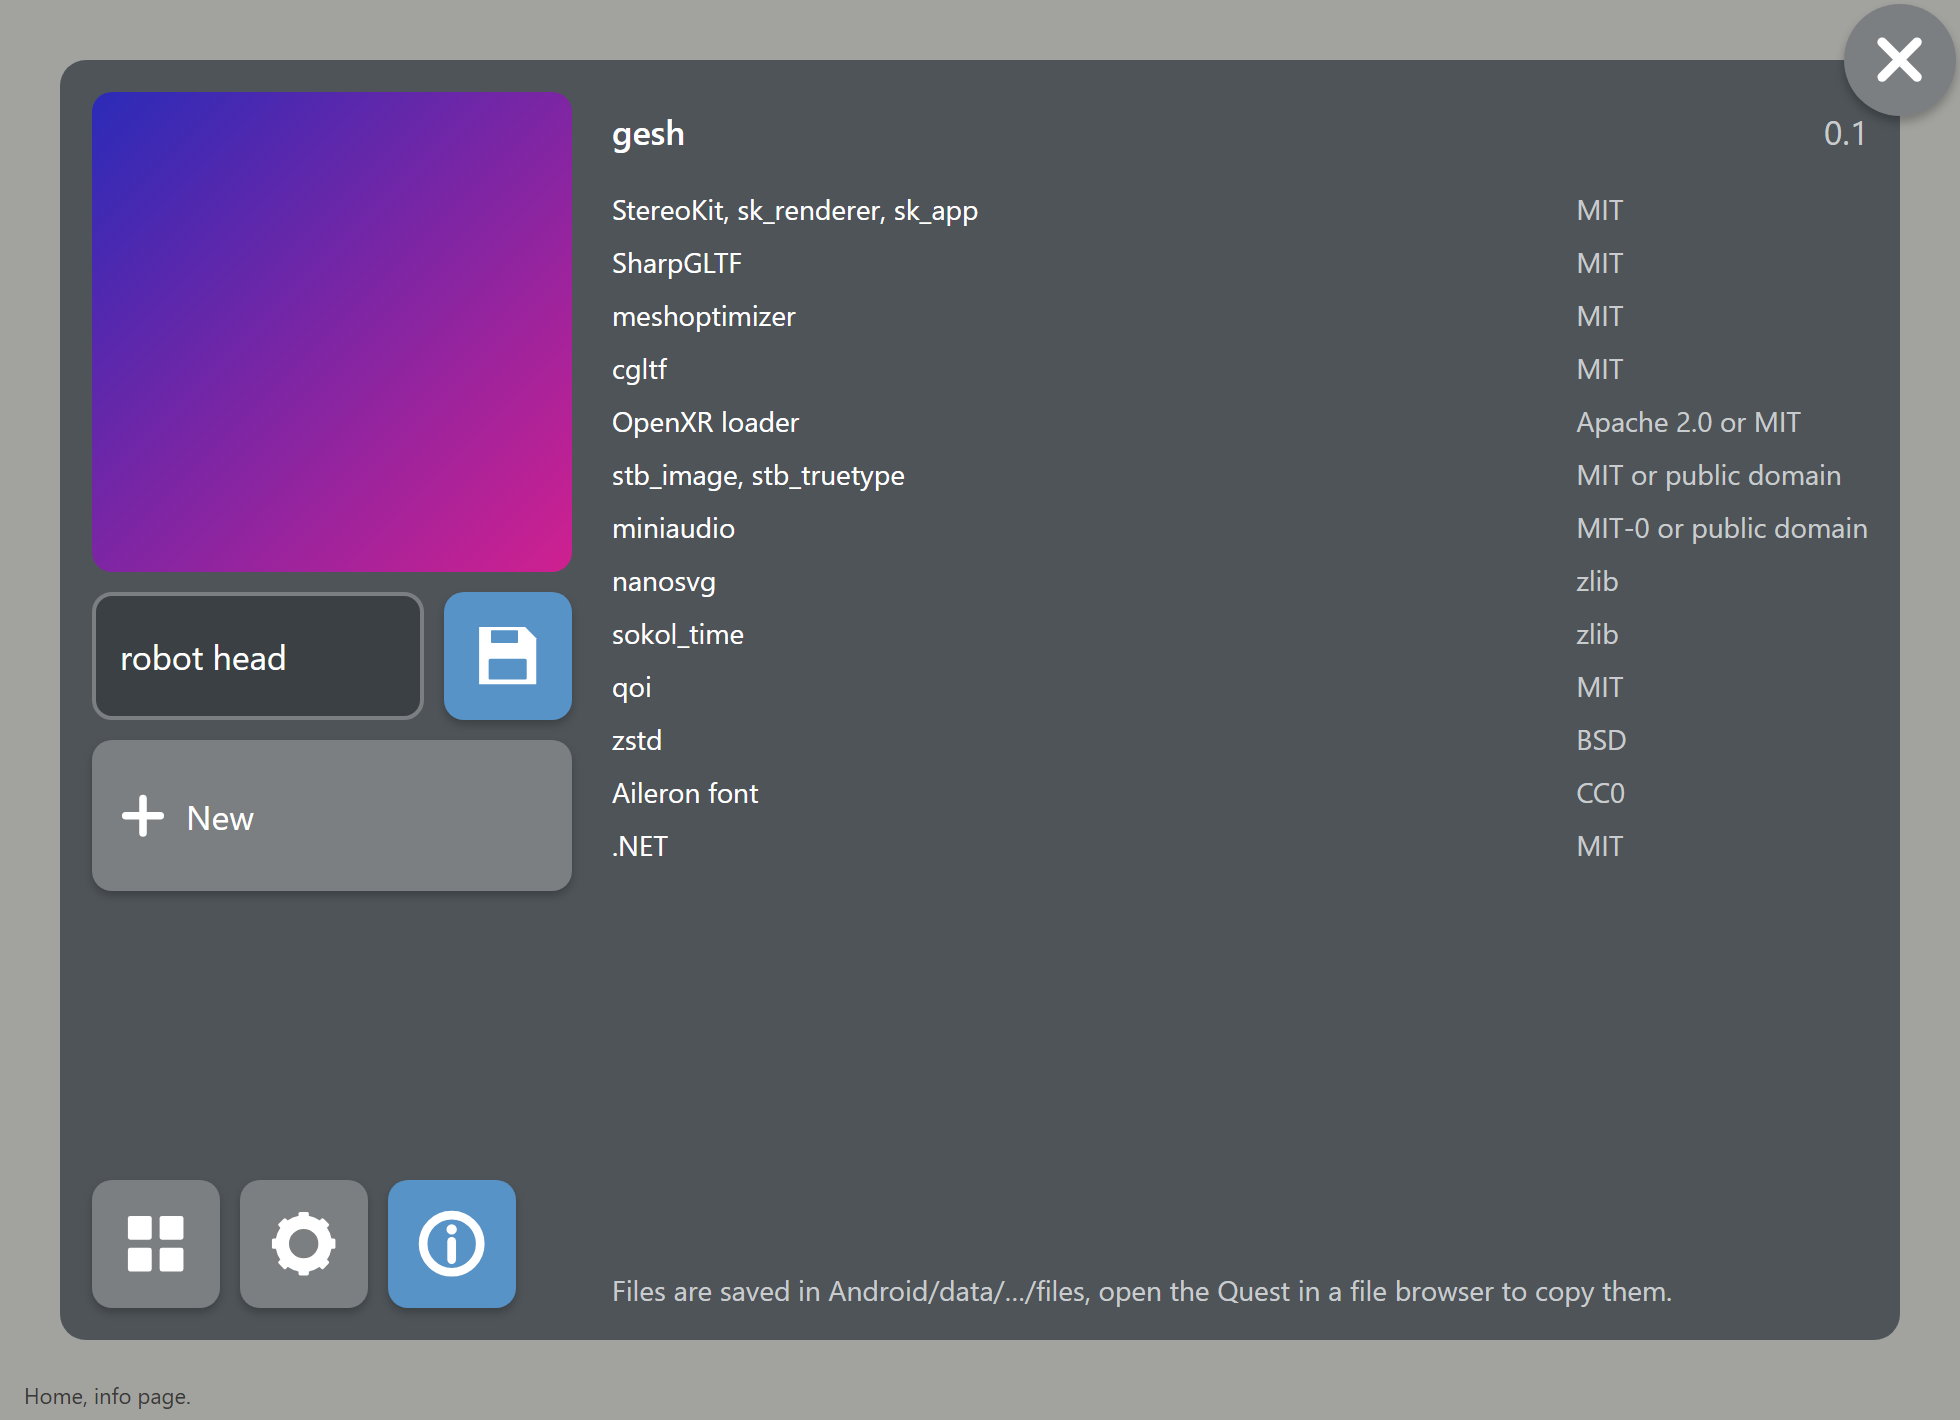 gesh 0.1
StereoKit, sk_renderer, sk_app MIT
SharpGLTF MIT
meshoptimizer MIT
cgltf MIT
OpenXR loader Apache 2.0 or MIT
stb_image, stb_truetype MIT or public domain
miniaudio MIT-0 or public domain
nanosvg zlib
sokol_time zlib
qoi MIT
zstd BSD
Aileron font CC0
.NET MIT
robot head
New
Files are saved in Android/data/.../files, open the Quest in a file browser to copy them.
Home, info page.